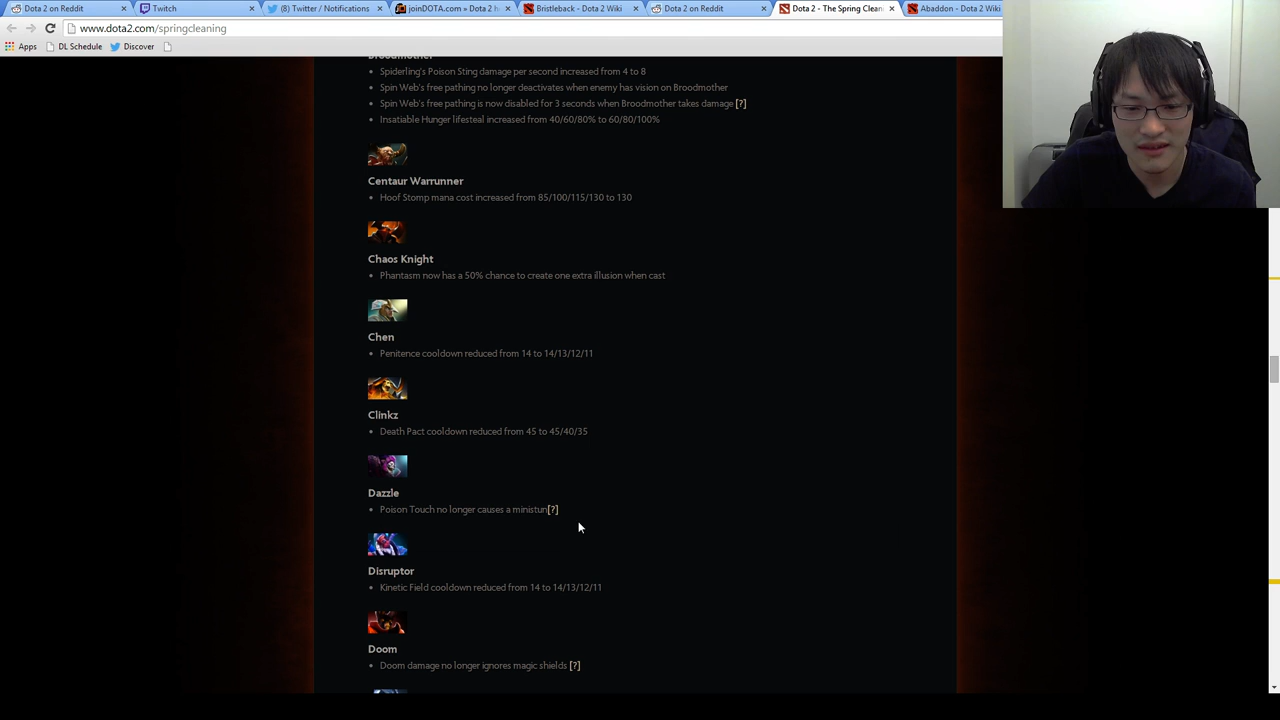 Dota 2 on Reddit
Twitch
(8) Twitter / Notifications
joinDOTA.com » Dota 2 h
Bristleback - Dota 2 Wiki
Dota 2 on Reddit
Dota 2 - The Spring Clean
Abaddon - Dota 2 Wiki
www.dota2.com/springcleaning
Apps
DL Schedule
Discover
Broodmother
Spiderling's Poison Sting damage per second increased from 4 to 8
Spin Web's free pathing no longer deactivates when enemy has vision on Broodmother
Spin Web's free pathing is now disabled for 3 seconds when Broodmother takes damage [?]
Insatiable Hunger lifesteal increased from 40/60/80% to 60/80/100%
Centaur Warrunner
Hoof Stomp mana cost increased from 85/100/115/130 to 130
Chaos Knight
Phantasm now has a 50% chance to create one extra illusion when cast
Chen
Penitence cooldown reduced from 14 to 14/13/12/11
Clinkz
Death Pact cooldown reduced from 45 to 45/40/35
Dazzle
Poison Touch no longer causes a ministun[?]
Disruptor
Kinetic Field cooldown reduced from 14 to 14/13/12/11
Doom
Doom damage no longer ignores magic shields [?]